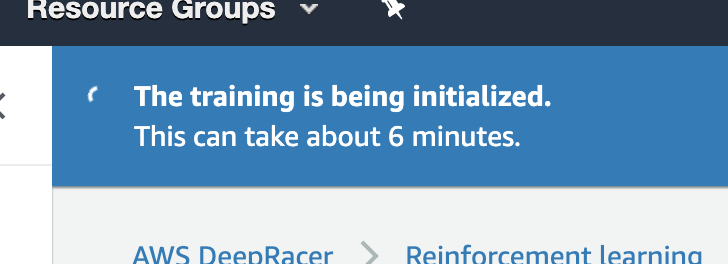 Resource Groups
The training is being initialized.
This can take about 6 minutes.
AWS DeepRacer
Reinforcement learning